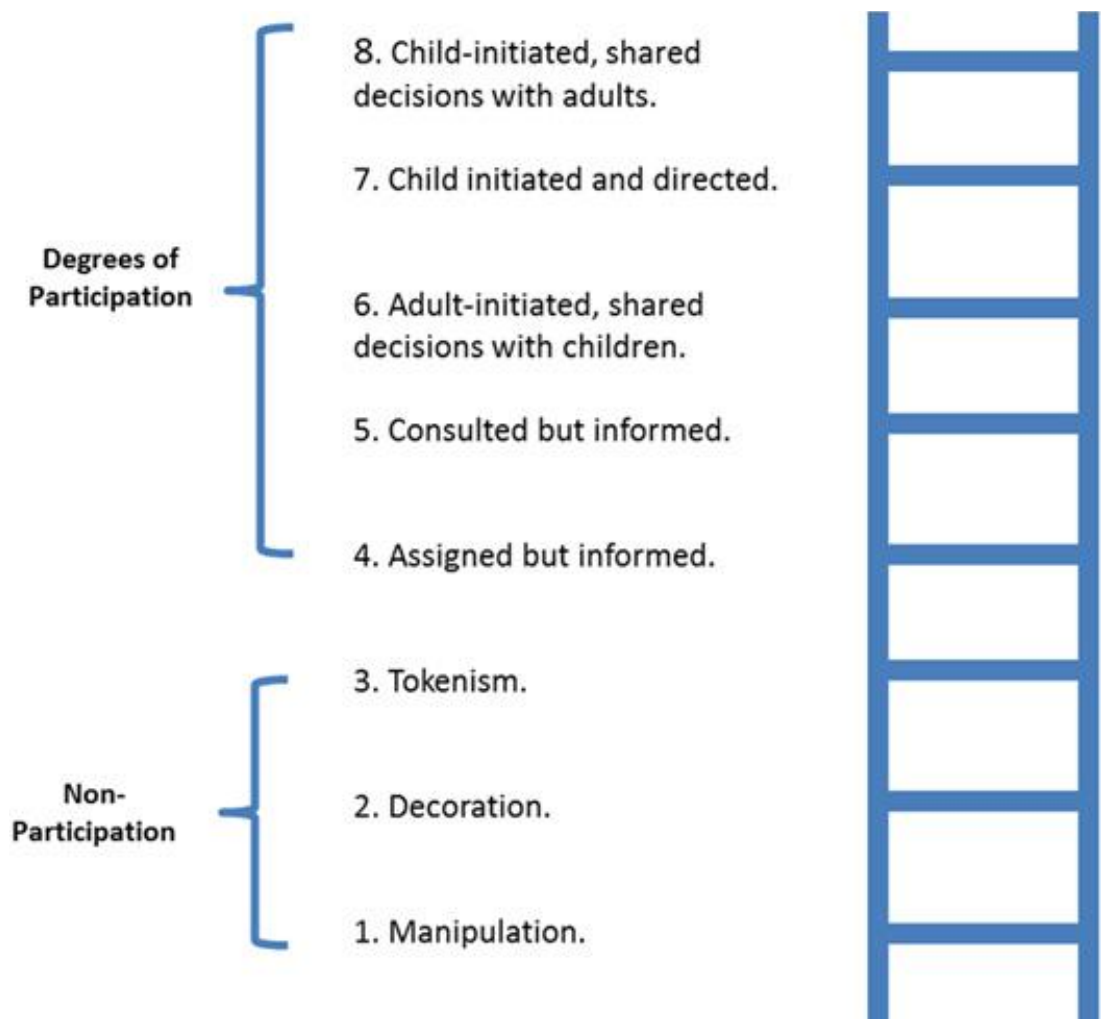 8. Child-initiated, shared
decisions with adults.
7. Child initiated and directed.
Degrees of
Participation
6. Adult-initiated, shared
decisions with children.
5. Consulted but informed.
4. Assigned but informed.
3. Tokenism.
Non-
Participation
2. Decoration.
1. Manipulation.